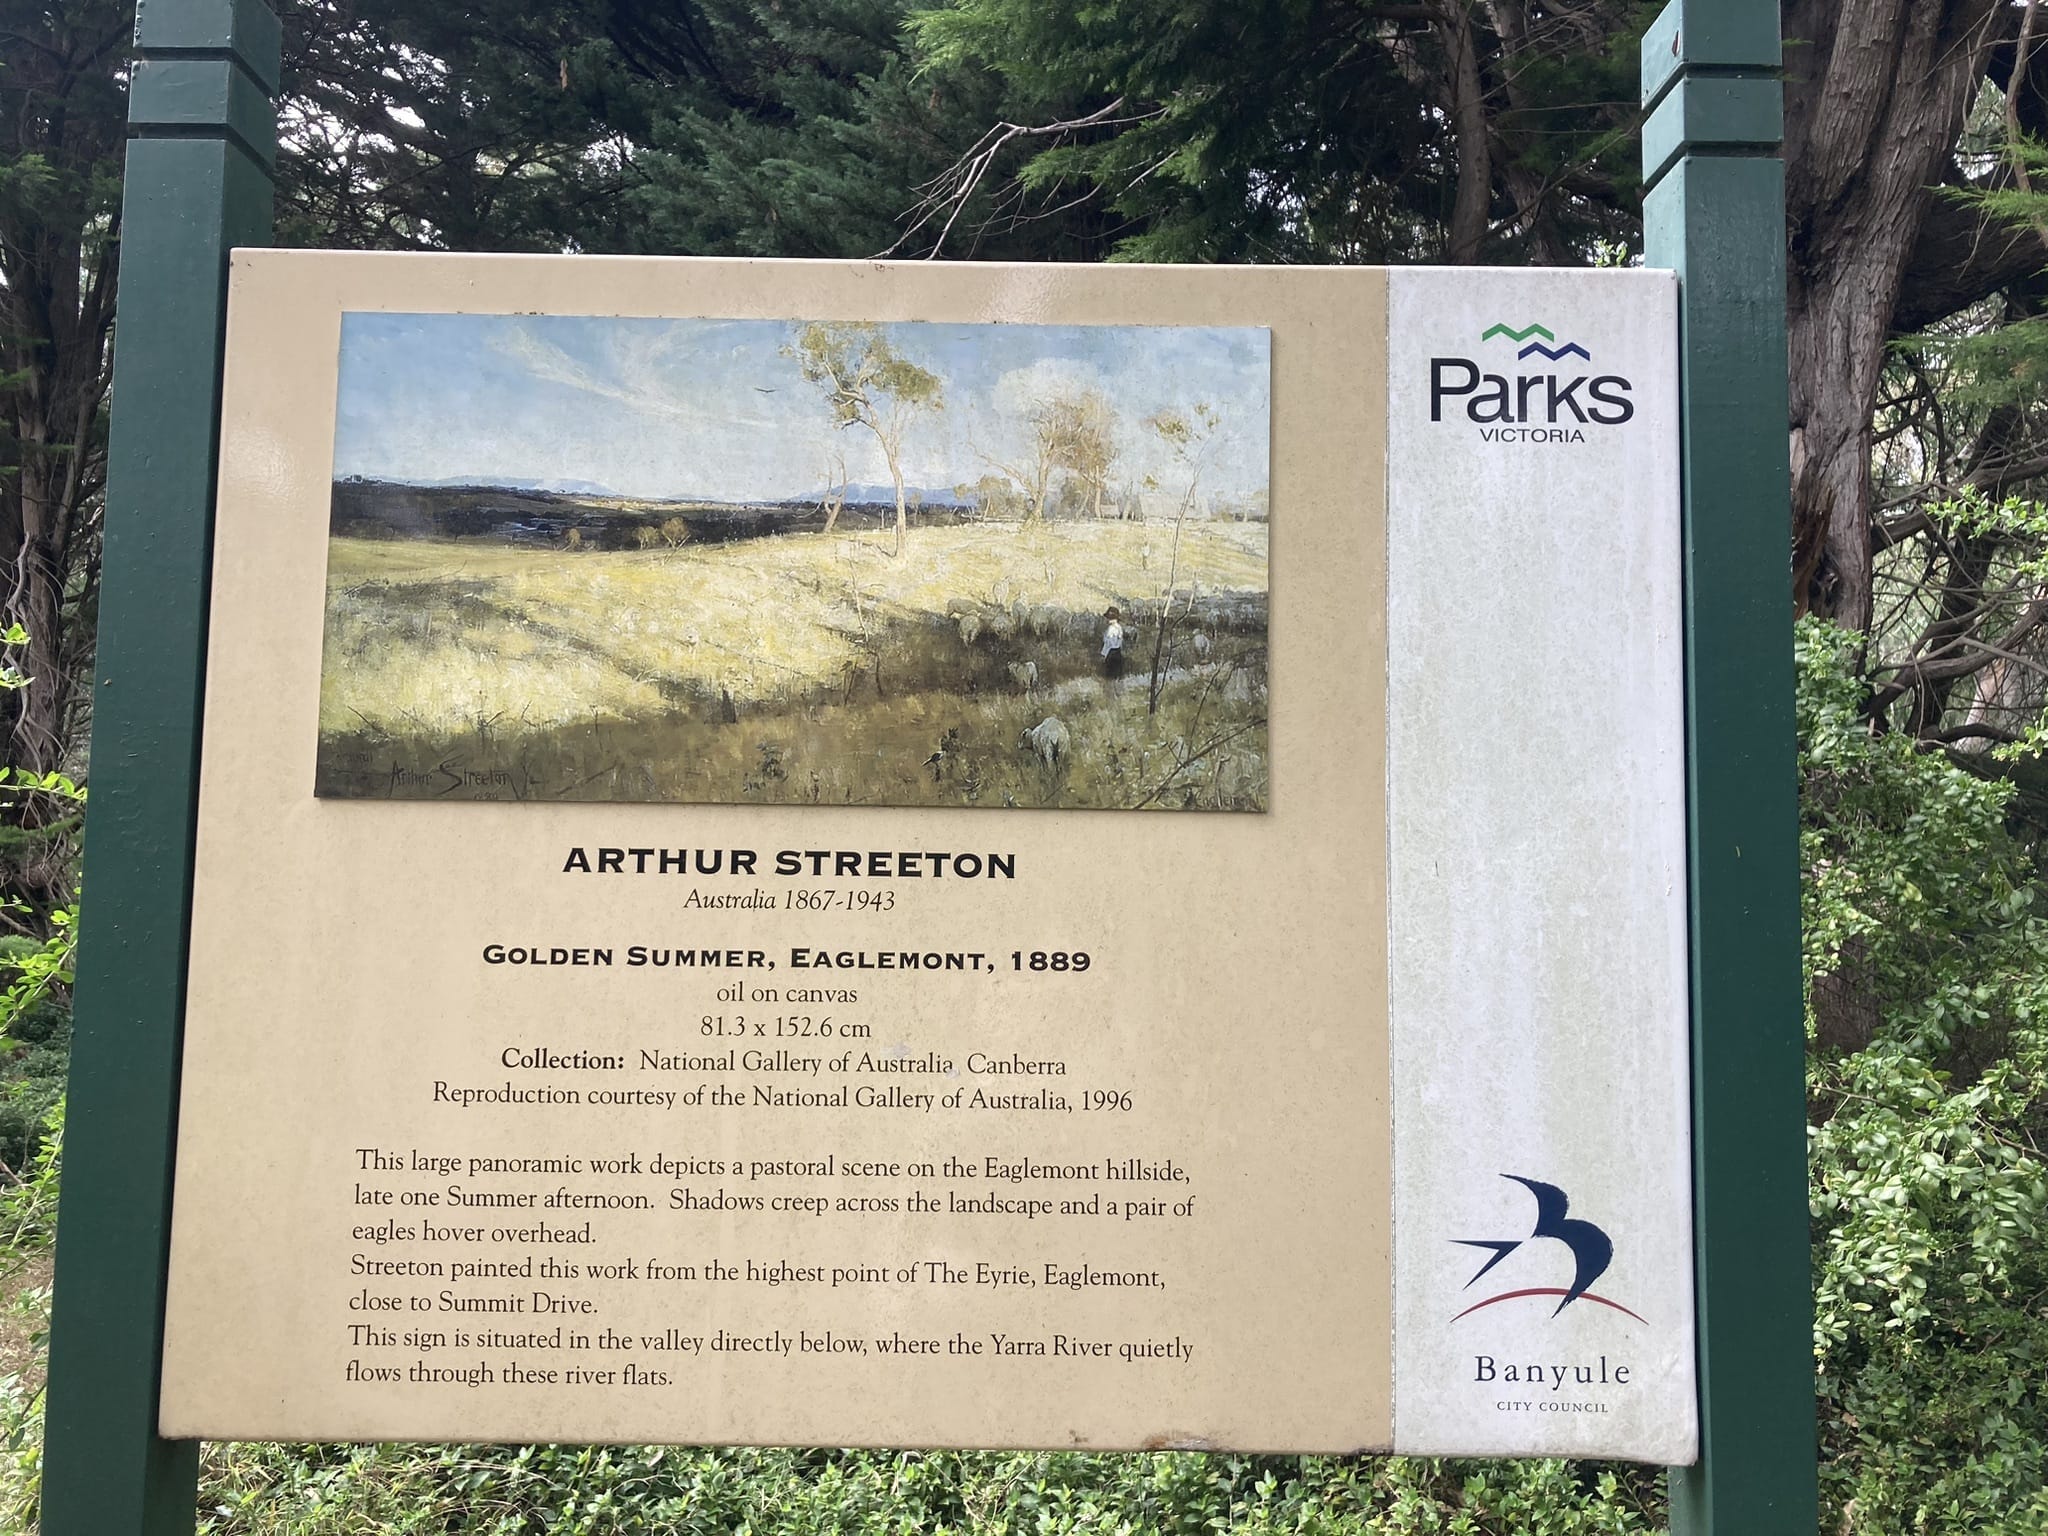 Arthur Streeton
Parks
VICTORIA
ARTHUR STREETON
Australia 1867-1943
GOLDEN SUMMER, EAGLEMONT, 1889
oil on canvas
81.3 x 152.6 cm
Collection: National Gallery of Australia Canberra
Reproduction courtesy of the National Gallery of Australia, 1996
This large panoramic work depicts a pastoral scene on the Eaglemont hillside,
late one Summer afternoon. Shadows creep across the landscape and a pair of
eagles hover overhead.
Streeton painted this work from the highest point of The Eyrie, Eaglemont,
close to Summit Drive.
This sign is situated in the valley directly below, where the Yarra River quietly
flows through these river flats.
Banyule
CITY COUNCIL